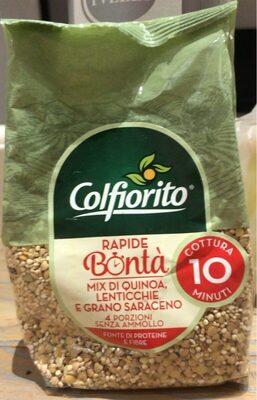 Colfiorito®
RAPIDE
Bontà
MIX DI QUINOA,
LENTICCHIE
E GRANO SARACENO
4 PORZIONI
SENZA AMMOLLO
FONTE DI PROTEINE
E FIBRE
COTTURA
10
MINUTI